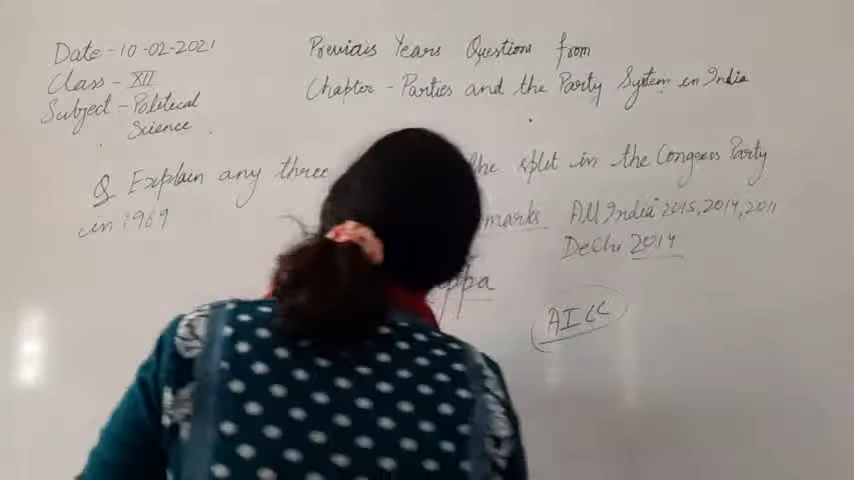 Date - 10-02-2021
Class - XII
Subject - Political
Science
Previous Years Questions from
Chapter - Parties and the Party System in India
Q Explain any three the split in the Congress Party
in 1969
marks All India 2015, 2014, 2011
Delhi 2014
ppa
AICC